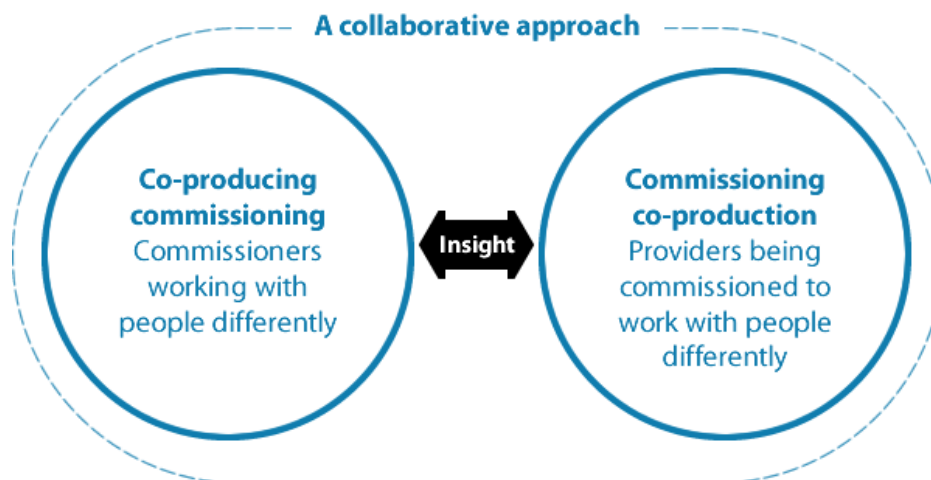 A collaborative approach
Co-producing
commissioning
Commissioners
working with
people differently
Insight
Commissioning
co-production
Providers being
commissioned to
work with people
differently